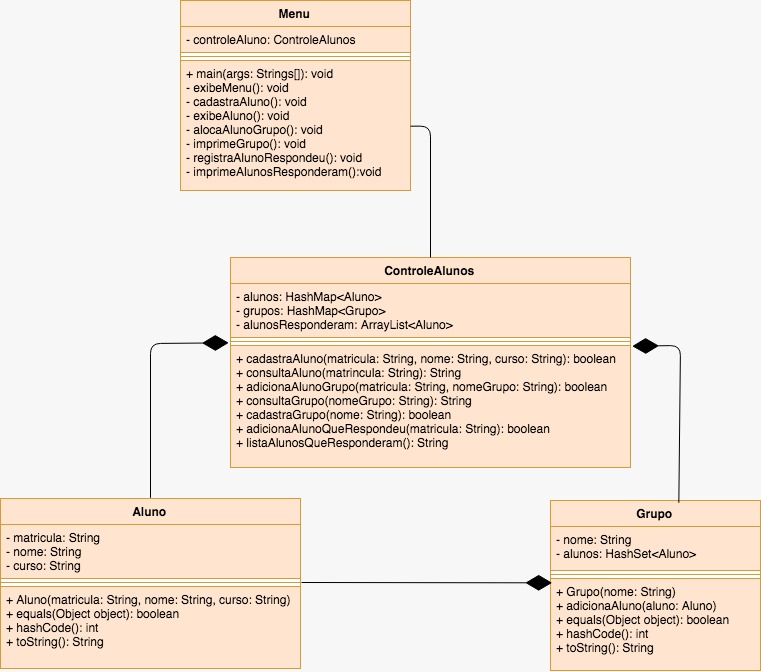 Menu
- controleAluno: ControleAlunos
+ main(args: Strings[]): void
- exibeMenu(): void
- cadastraAluno(): void
- exibeAluno(): void
- alocaAlunoGrupo(): void
- imprimeGrupo(): void
- registraAlunoRespondeu(): void
- imprimeAlunosResponderam():void
ControleAlunos
- alunos: HashMap<Aluno>
- grupos: HashMap<Grupo>
- alunosResponderam: ArrayList<Aluno>
+ cadastraAluno(matricula: String, nome: String, curso: String): boolean
+ consultaAluno(matrincula: String): String
+ adicionaAlunoGrupo(matricula: String, nomeGrupo: String): boolean
+ consultaGrupo(nomeGrupo: String): String
+ cadastraGrupo(nome: String): boolean
+ adicionaAlunoQueRespondeu(matricula: String): boolean
+ listaAlunosQueResponderam(): String
Aluno
- matricula: String
- nome: String
- curso: String
+ Aluno(matricula: String, nome: String, curso: String)
+ equals(Object object): boolean
+ hashCode(): int
+ toString(): String
Grupo
- nome: String
- alunos: HashSet<Aluno>
+ Grupo(nome: String)
+ adicionaAluno(aluno: Aluno)
+ equals(Object object): boolean
+ hashCode(): int
+ toString(): String